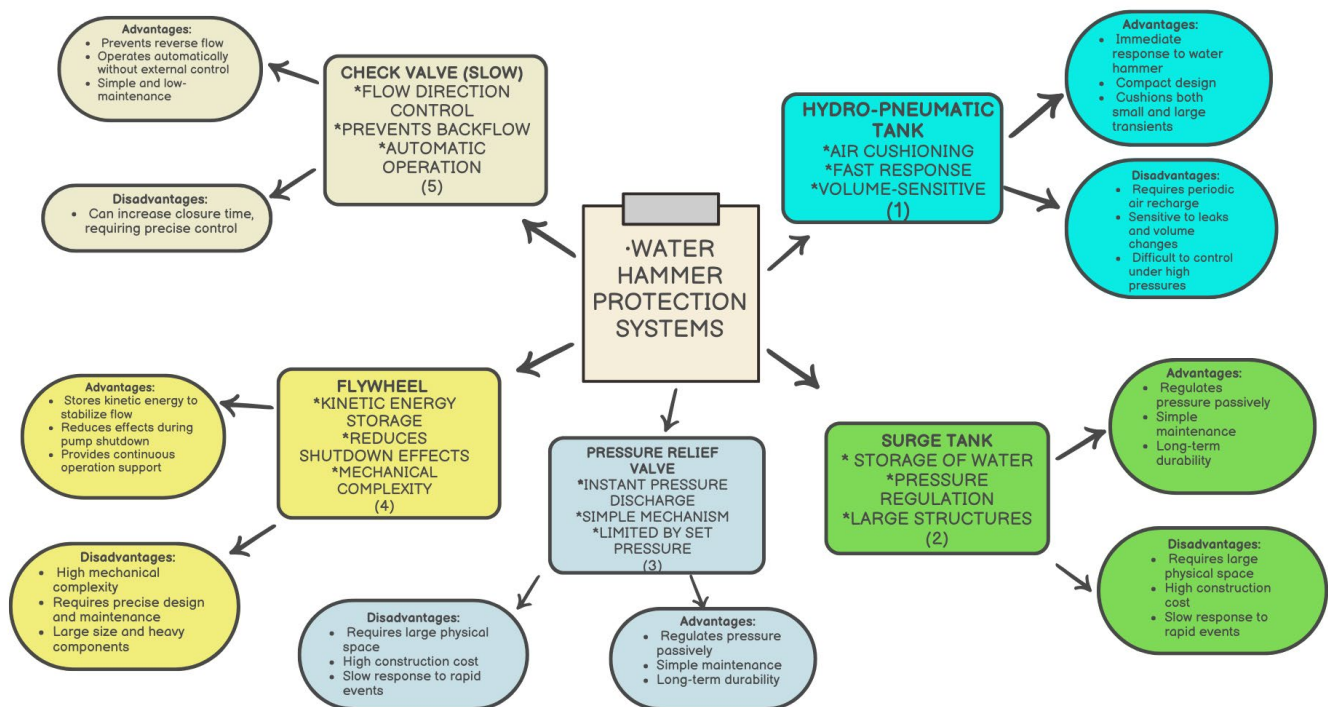 ·WATER
HAMMER
PROTECTION
SYSTEMS
HYDRO-PNEUMATIC
TANK
*AIR CUSHIONING
*FAST RESPONSE
*VOLUME-SENSITIVE
(1)
Advantages:
• Immediate
response to water
hammer
• Compact design
• Cushions both
small and large
transients
Disadvantages:
• Requires periodic
air recharge
• Sensitive to leaks
and volume
changes
• Difficult to control
under high
pressures
SURGE TANK
* STORAGE OF WATER
*PRESSURE
REGULATION
*LARGE STRUCTURES
(2)
Advantages:
• Regulates
pressure passively
• Simple
maintenance
• Long-term
durability
Disadvantages:
• Requires large
physical space
• High construction
cost
• Slow response to
rapid events
PRESSURE RELIEF
VALVE
*INSTANT PRESSURE
DISCHARGE
*SIMPLE MECHANISM
*LIMITED BY SET
PRESSURE
(3)
Disadvantages:
• Requires large physical
space
• High construction cost
• Slow response to rapid
events
Advantages:
• Regulates pressure
passively
• Simple maintenance
• Long-term durability
FLYWHEEL
*KINETIC ENERGY
STORAGE
*REDUCES
SHUTDOWN EFFECTS
*MECHANICAL
COMPLEXITY
(4)
Advantages:
• Stores kinetic energy to
stabilize flow
• Reduces effects during
pump shutdown
• Provides continuous
operation support
Disadvantages:
• High mechanical
complexity
• Requires precise design
and maintenance
• Large size and heavy
components
CHECK VALVE (SLOW)
*FLOW DIRECTION
CONTROL
*PREVENTS BACKFLOW
*AUTOMATIC
OPERATION
(5)
Advantages:
• Prevents reverse flow
• Operates automatically
without external control
• Simple and low-
maintenance
Disadvantages:
• Can increase closure time,
requiring precise control